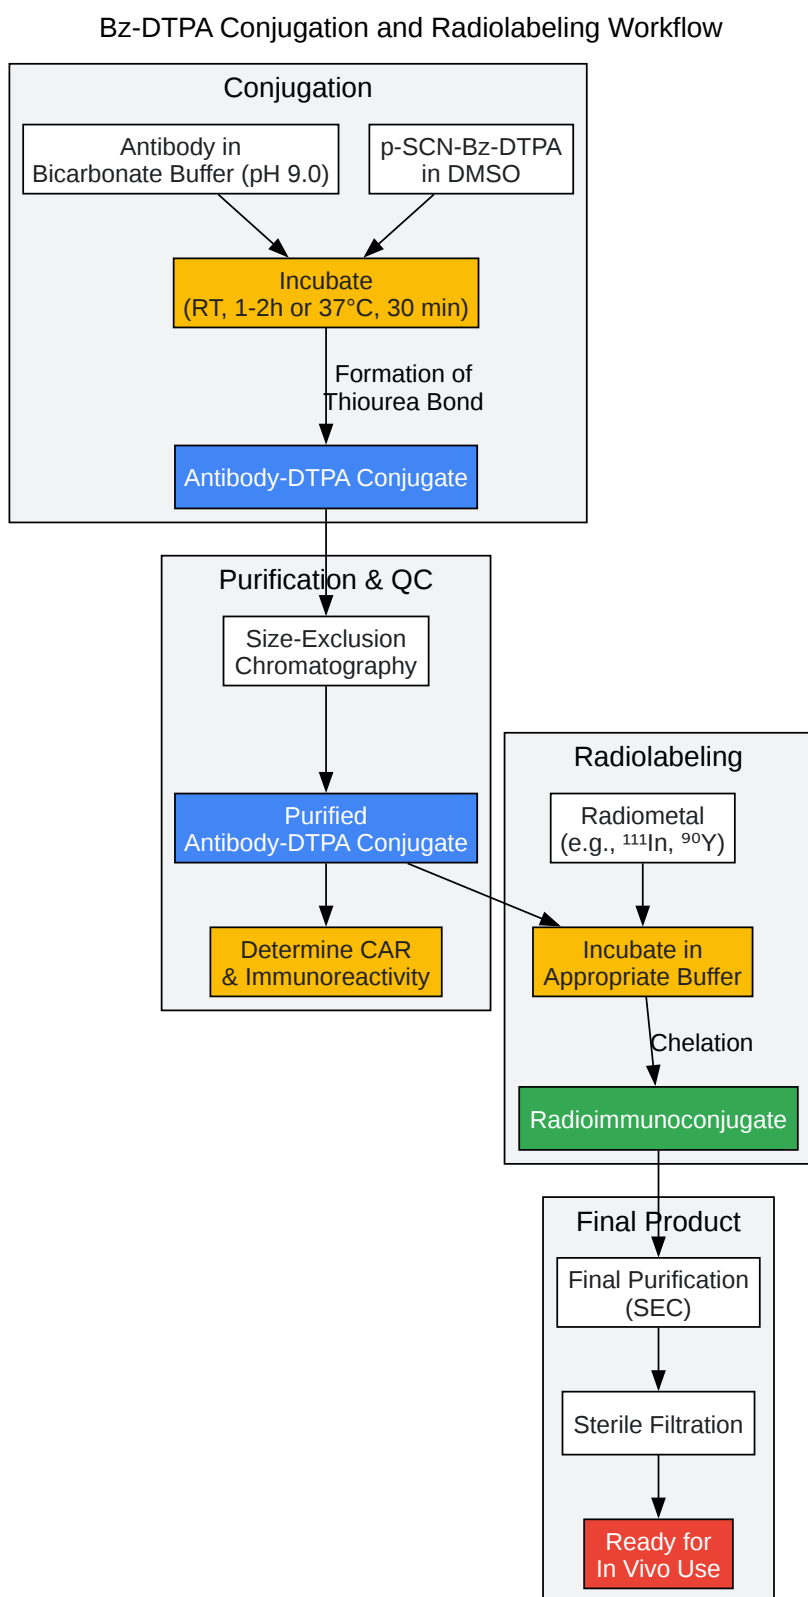 Bz-DTPA Conjugation and Radiolabeling Workflow
Conjugation
Antibody in
Bicarbonate Buffer (pH 9.0)
p-SCN-Bz-DTPA
in DMSO
Incubate
(RT, 1-2h or 37°C, 30 min)
Formation of
Thiourea Bond
Antibody-DTPA Conjugate
Purification & QC
Size-Exclusion
Chromatography
Purified
Antibody-DTPA Conjugate
Determine CAR
& Immunoreactivity
Radiolabeling
Radiometal
(e.g., ¹¹¹In, ⁹⁰Y)
Incubate in
Appropriate Buffer
Chelation
Radioimmunoconjugate
Final Product
Final Purification
(SEC)
Sterile Filtration
Ready for
In Vivo Use